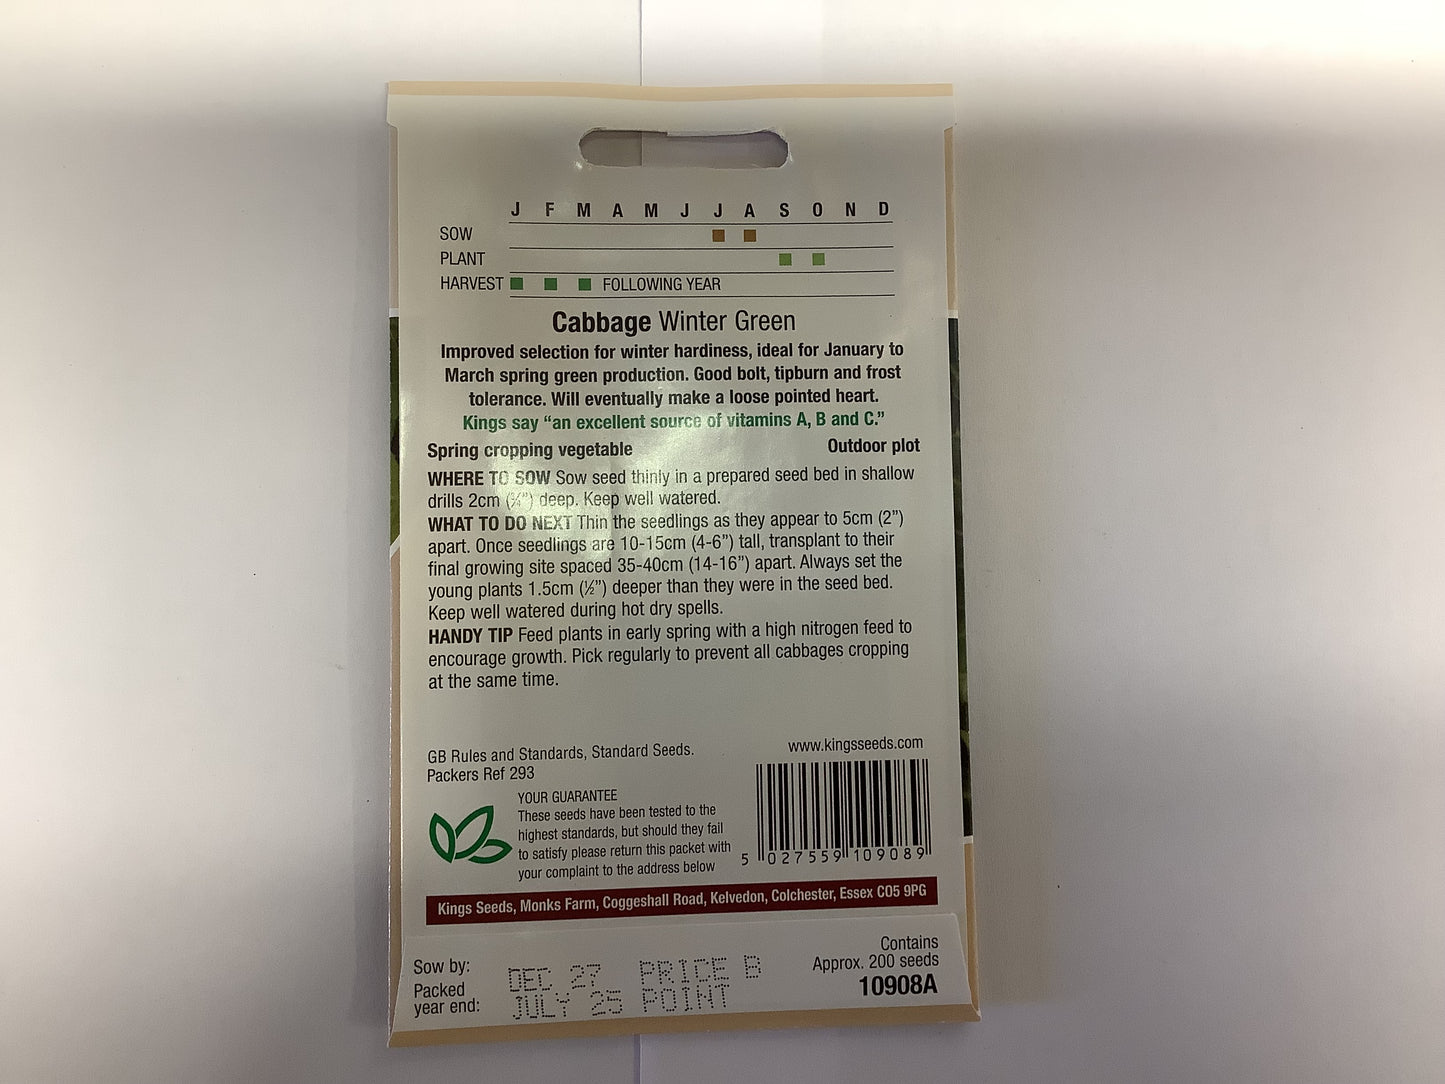 J F M A M J J A S O N D
SOW
PLANT
HARVEST FOLLOWING YEAR
Cabbage Winter Green
Improved selection for winter hardiness, ideal for January to
March spring green production. Good bolt, tipburn and frost
tolerance. Will eventually make a loose pointed heart.
Kings say “an excellent source of vitamins A, B and C.”
Spring cropping vegetable Outdoor plot
WHERE TO SOW Sow seed thinly in a prepared seed bed in shallow
drills 2cm (¾”) deep. Keep well watered.
WHAT TO DO NEXT Thin the seedlings as they appear to 5cm (2”)
apart. Once seedlings are 10-15cm (4-6”) tall, transplant to their
final growing site spaced 35-40cm (14-16”) apart. Always set the
young plants 1.5cm (½”) deeper than they were in the seed bed.
Keep well watered during hot dry spells.
HANDY TIP Feed plants in early spring with a high nitrogen feed to
encourage growth. Pick regularly to prevent all cabbages cropping
at the same time.
GB Rules and Standards, Standard Seeds.
Packers Ref 293
www.kingsseeds.com
YOUR GUARANTEE
These seeds have been tested to the
highest standards, but should they fail
to satisfy please return this packet with
your complaint to the address below
5 027559 109089
Kings Seeds, Monks Farm, Coggeshall Road, Kelvedon, Colchester, Essex CO5 9PG
Sow by: DEC 27 PRICE B
Packed
year end: JULY 25 POINT
Contains
Approx. 200 seeds
10908A